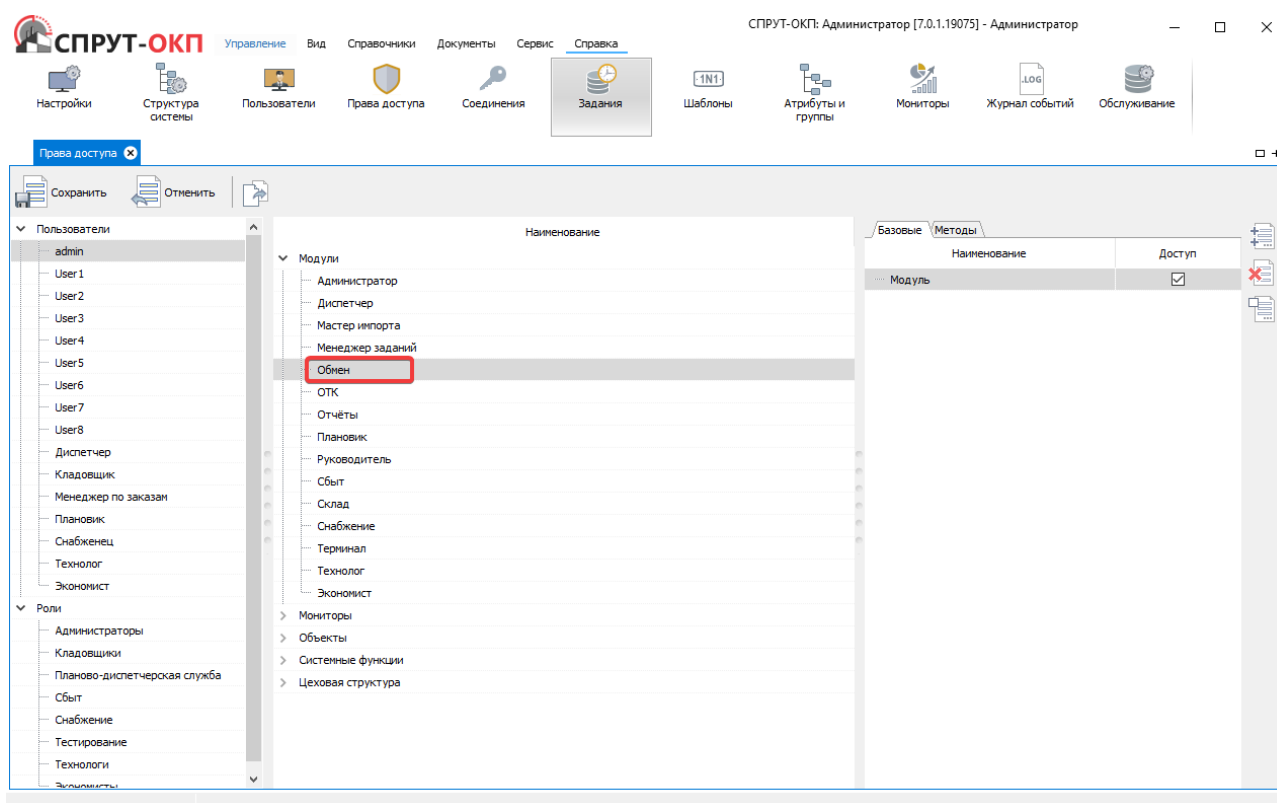 СПРУТ-ОКП: Администратор [7.0.1.19075] - Администратор
СПРУТ-ОКП
Управление Вид Справочники Документы Сервис Справка
Настройки Структура системы Пользователи Права доступа Соединения Задания Шаблоны Атрибуты и группы Мониторы Журнал событий Обслуживание
·1N1·
.LOG
Права доступа
Сохранить Отменить
Пользователи
admin
User1
User2
User3
User4
User5
User6
User7
User8
Диспетчер
Кладовщик
Менеджер по заказам
Плановик
Снабженец
Технолог
Экономист
Роли
Администраторы
Кладовщики
Планово-диспетчерская служба
Сбыт
Снабжение
Тестирование
Технологи
Экономисты
Наименование
Модули
Администратор
Диспетчер
Мастер импорта
Менеджер заданий
Обмен
ОТК
Отчёты
Плановик
Руководитель
Сбыт
Склад
Снабжение
Терминал
Технолог
Экономист
Мониторы
Объекты
Системные функции
Цеховая структура
Базовые Методы
Наименование Доступ
Модуль